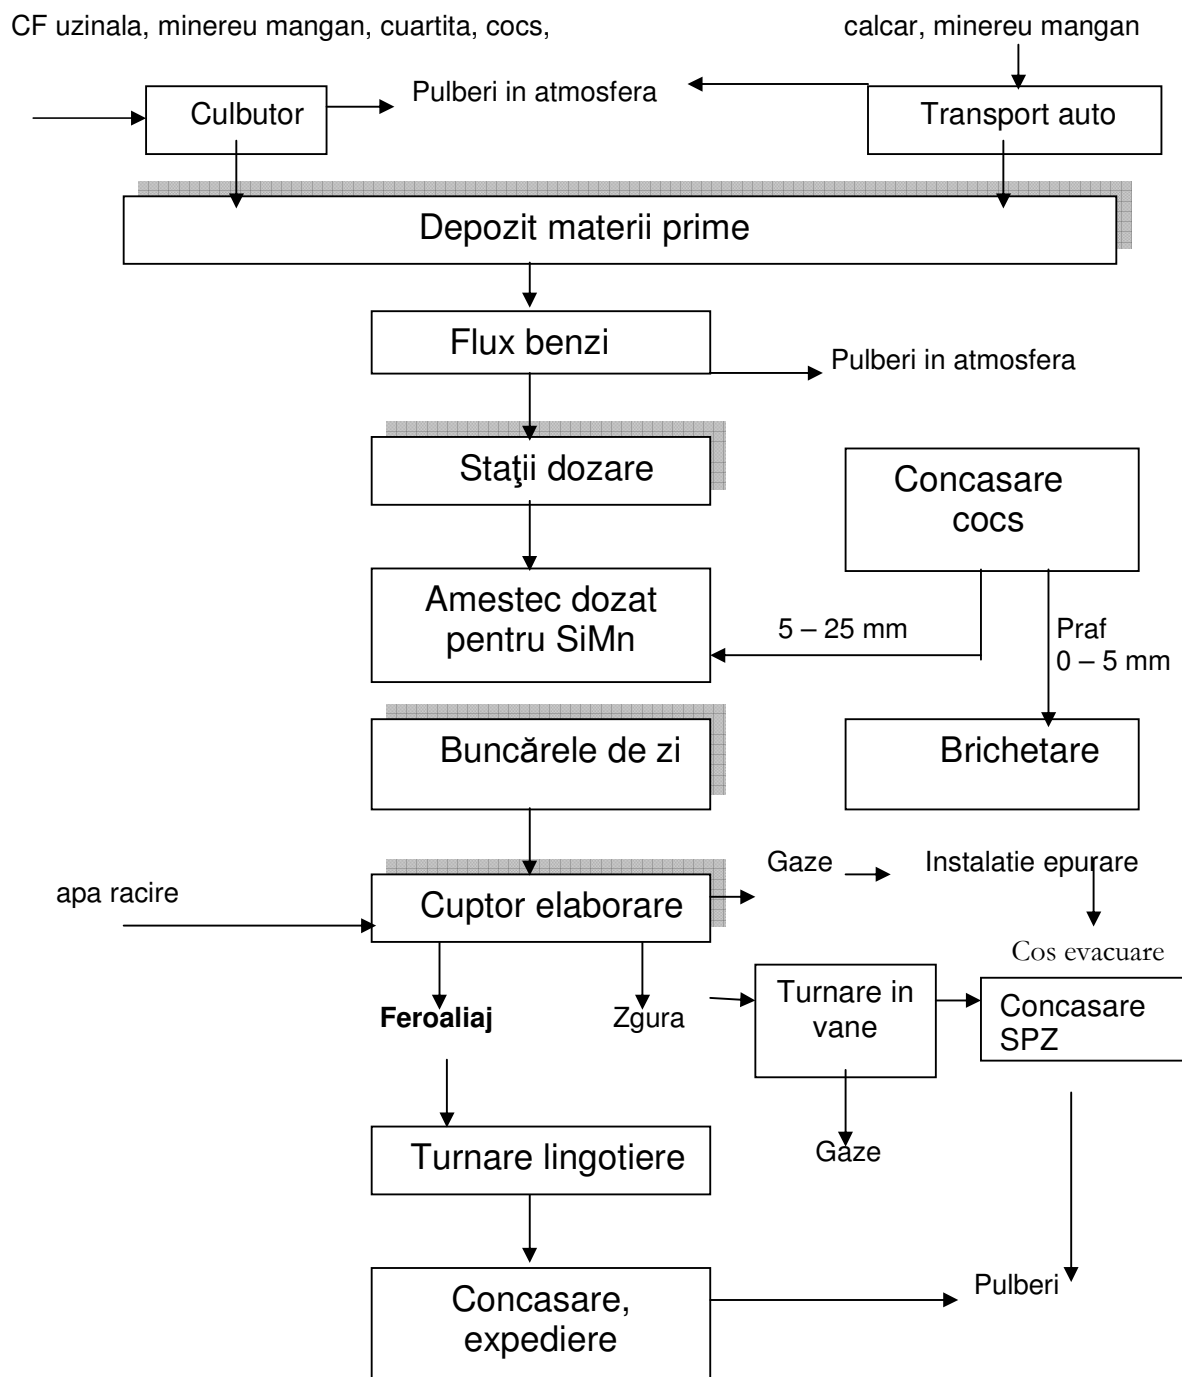 CF uzinala, minereu mangan, cuartita, cocs,
calcar, minereu mangan
Culbutor
Pulberi in atmosfera
Transport auto
Depozit materii prime
Flux benzi
Pulberi in atmosfera
Staţii dozare
Concasare
cocs
Amestec dozat
pentru SiMn
5 – 25 mm
Praf
0 – 5 mm
Buncărele de zi
Brichetare
Gaze
Instalatie epurare
apa racire
Cuptor elaborare
Cos evacuare
Feroaliaj
Zgura
Turnare in
vane
Concasare
SPZ
Turnare lingotiere
Gaze
Concasare,
expediere
Pulberi